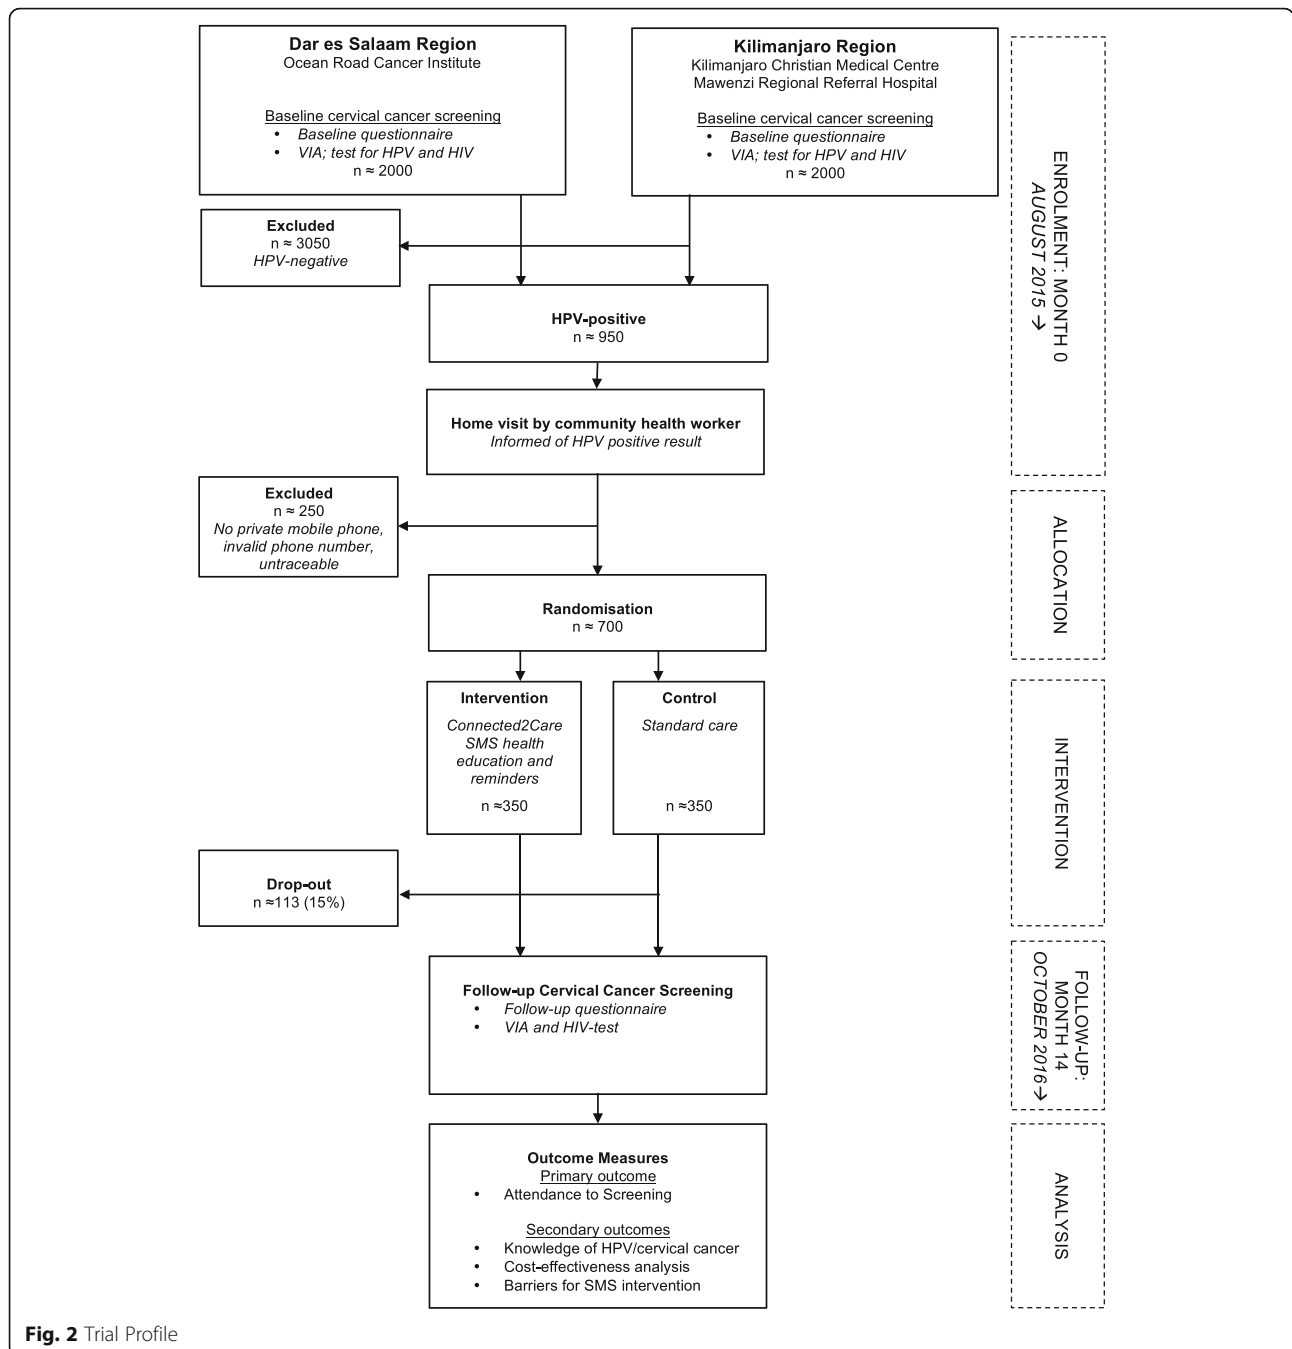 Dar es Salaam Region
Ocean Road Cancer Institute
Baseline cervical cancer screening
• Baseline questionnaire
• VIA; test for HPV and HIV
n ≈ 2000
Kilimanjaro Region
Kilimanjaro Christian Medical Centre
Mawenzi Regional Referral Hospital
Baseline cervical cancer screening
• Baseline questionnaire
• VIA; test for HPV and HIV
n ≈ 2000
ENROLMENT: MONTH 0
AUGUST 2015 →
Excluded
n ≈ 3050
HPV-negative
HPV-positive
n ≈ 950
Home visit by community health worker
Informed of HPV positive result
Excluded
n ≈ 250
No private mobile phone,
invalid phone number,
untraceable
ALLOCATION
Randomisation
n ≈ 700
Intervention
Connected2Care
SMS health
education and
reminders
n ≈350
Control
Standard care
n ≈350
INTERVENTION
Drop-out
n ≈113 (15%)
Follow-up Cervical Cancer Screening
• Follow-up questionnaire
• VIA and HIV-test
FOLLOW-UP:
MONTH 14
OCTOBER 2016→
Outcome Measures
Primary outcome
• Attendance to Screening
Secondary outcomes
• Knowledge of HPV/cervical cancer
• Cost-effectiveness analysis
• Barriers for SMS intervention
ANALYSIS
Fig. 2 Trial Profile